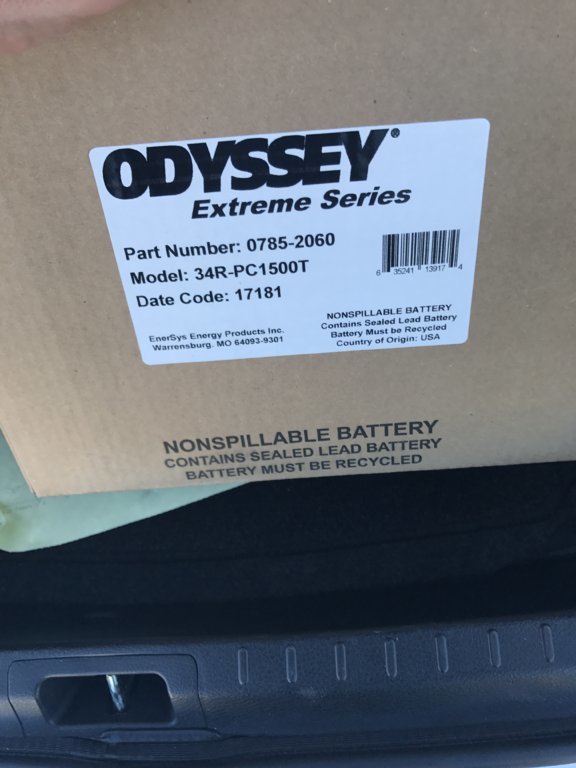 ODYSSEY®
Extreme Series
Part Number: 0785-2060
Model: 34R-PC1500T
Date Code: 17181
6 35241 13917 4
EnerSys Energy Products Inc.
Warrensburg, MO 64093-9301
NONSPILLABLE BATTERY
Contains Sealed Lead Battery
Battery Must be Recycled
Country of Origin: USA
NONSPILLABLE BATTERY
CONTAINS SEALED LEAD BATTERY
BATTERY MUST BE RECYCLED